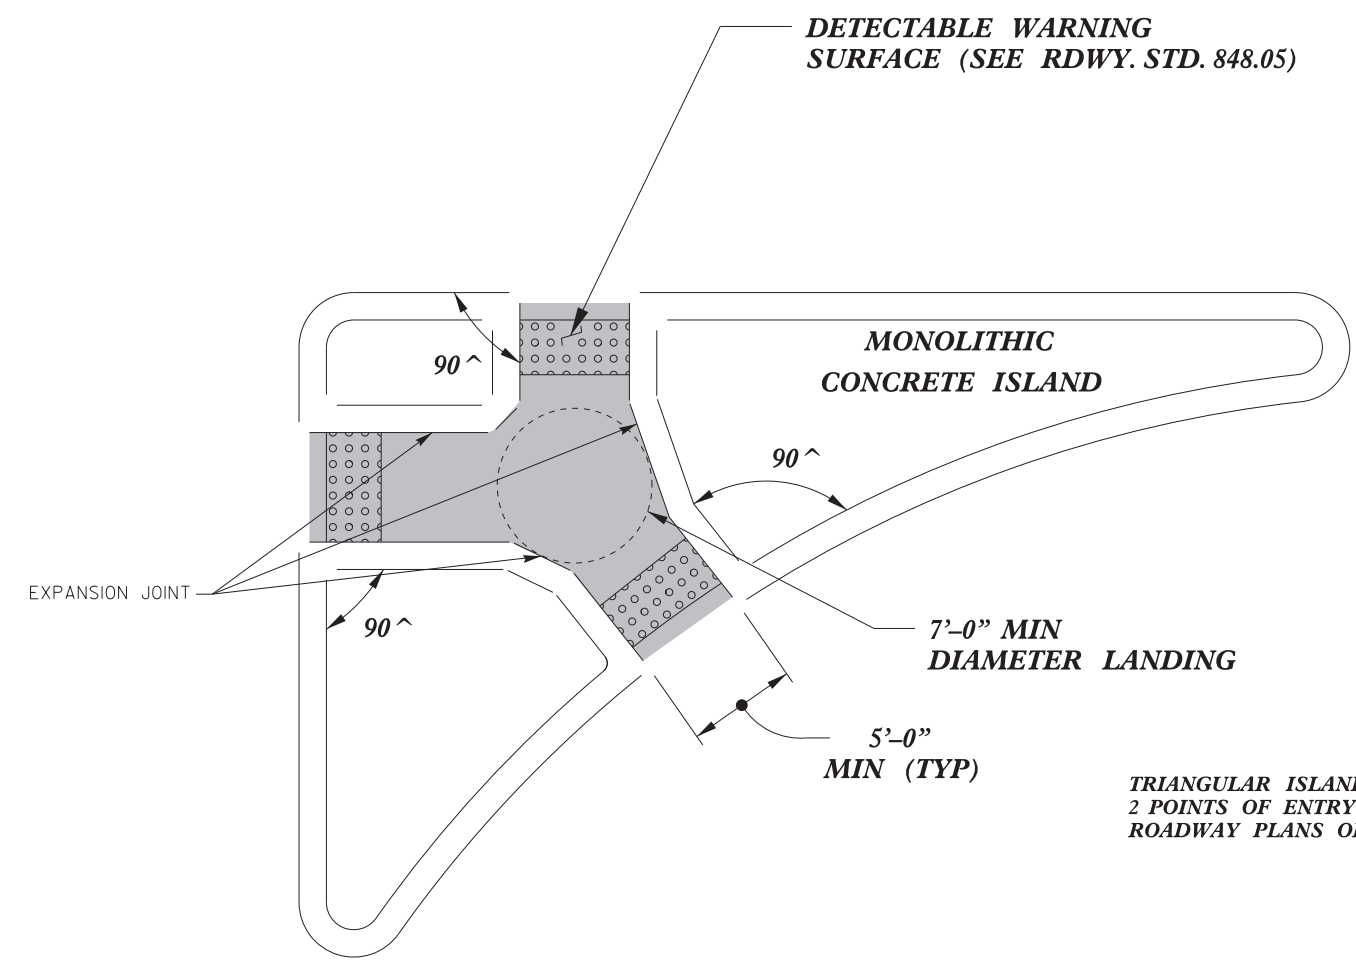 DETECTABLE WARNING
SURFACE (SEE RDWY. STD. 848.05)
MONOLITHIC
CONCRETE ISLAND
90^
90^
EXPANSION JOINT
90^
7'–0” MIN
DIAMETER LANDING
5'–0”
MIN (TYP)
TRIANGULAR
2 POINTS OF ENTRY
ROADWAY PLANS